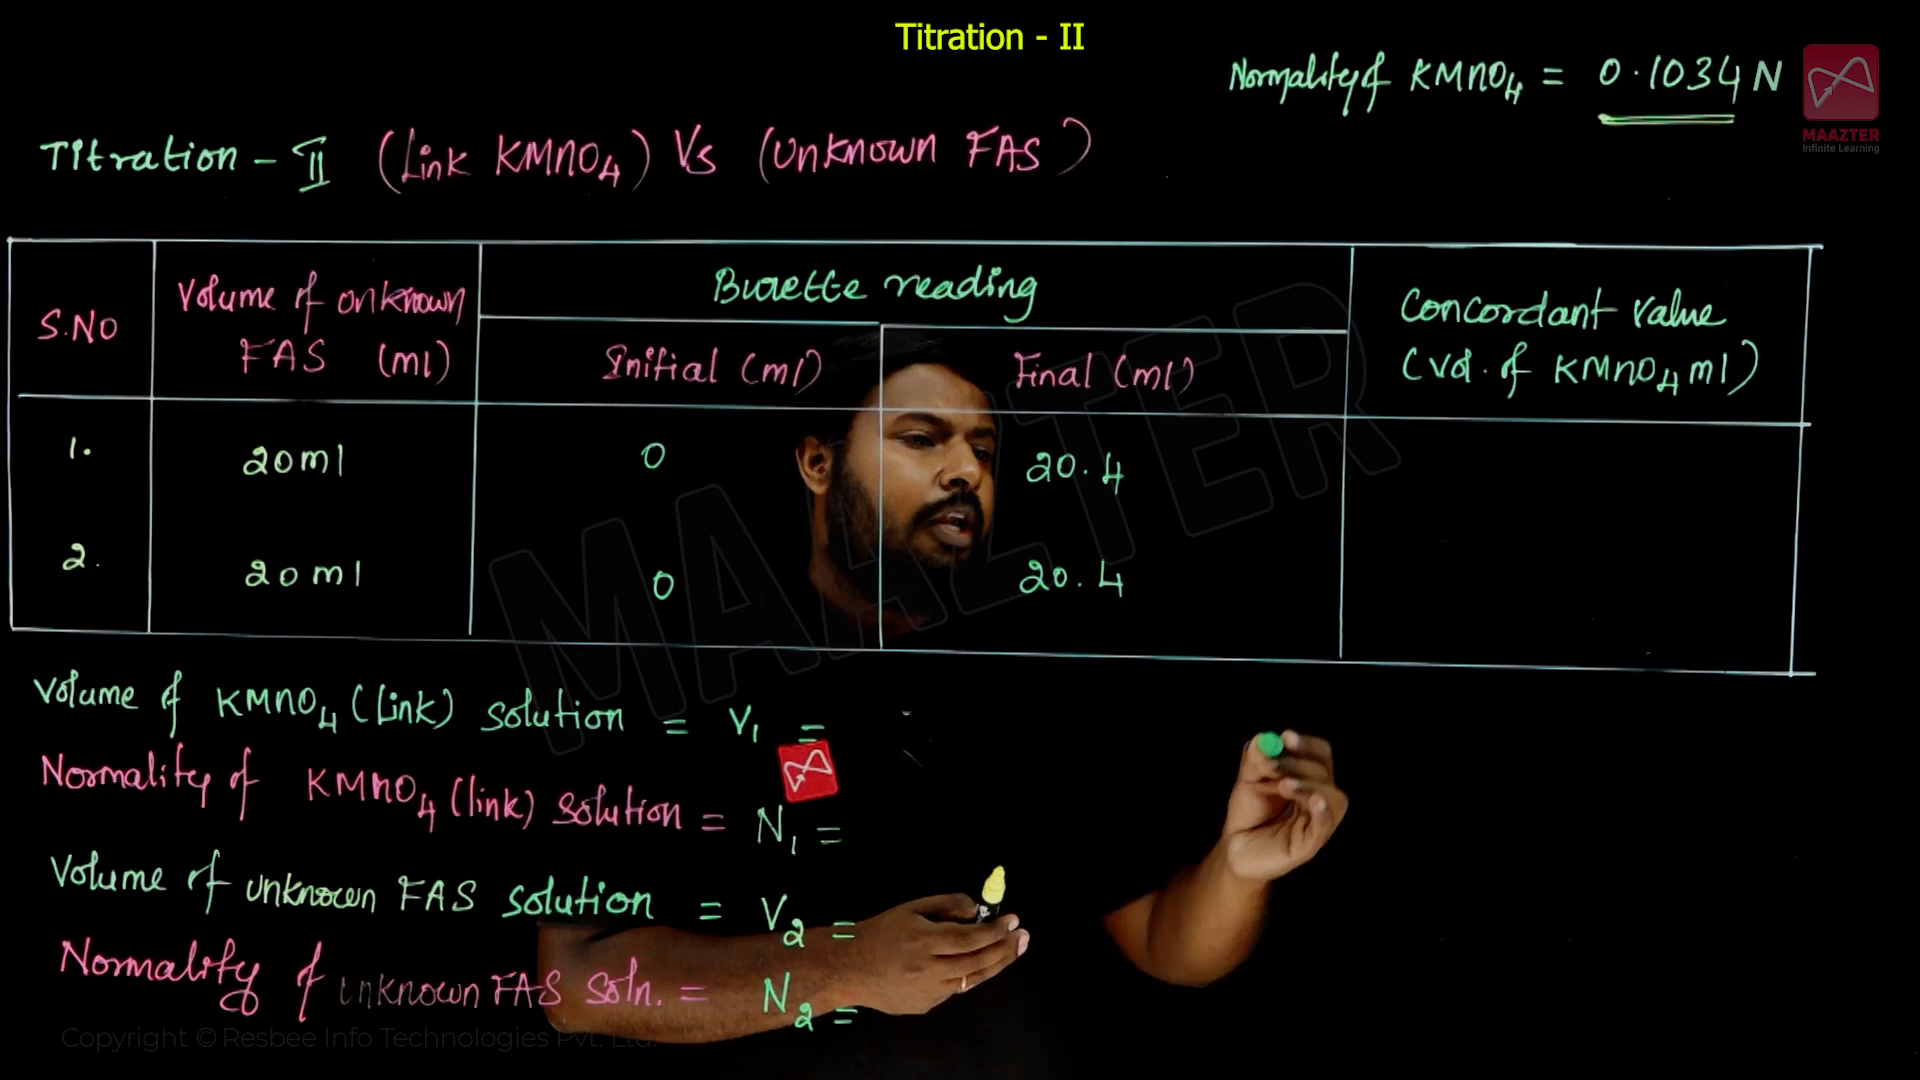 Titration - II
Normality of KMnO4 = 0.1034 N
MAAZTER
Infinite Learning
Titration - II (Link KMnO4) Vs (Unknown FAS)
S.NO
Volume of unknown FAS (ml)
Burette reading
Initial (ml)
Final (ml)
Concordant Value (Vol. of KMnO4 ml)
1. 20ml 0 20.4
2. 20ml 0 20.4
MAAZTER
Volume of KMnO4 (Link) Solution = V1 =
Normality of KMnO4 (link) Solution = N1 =
Volume of unknown FAS Solution = V2 =
Normality of unknown FAS Soln. = N2 =
Copyright © Resbee Info Technologies Pvt. Ltd.